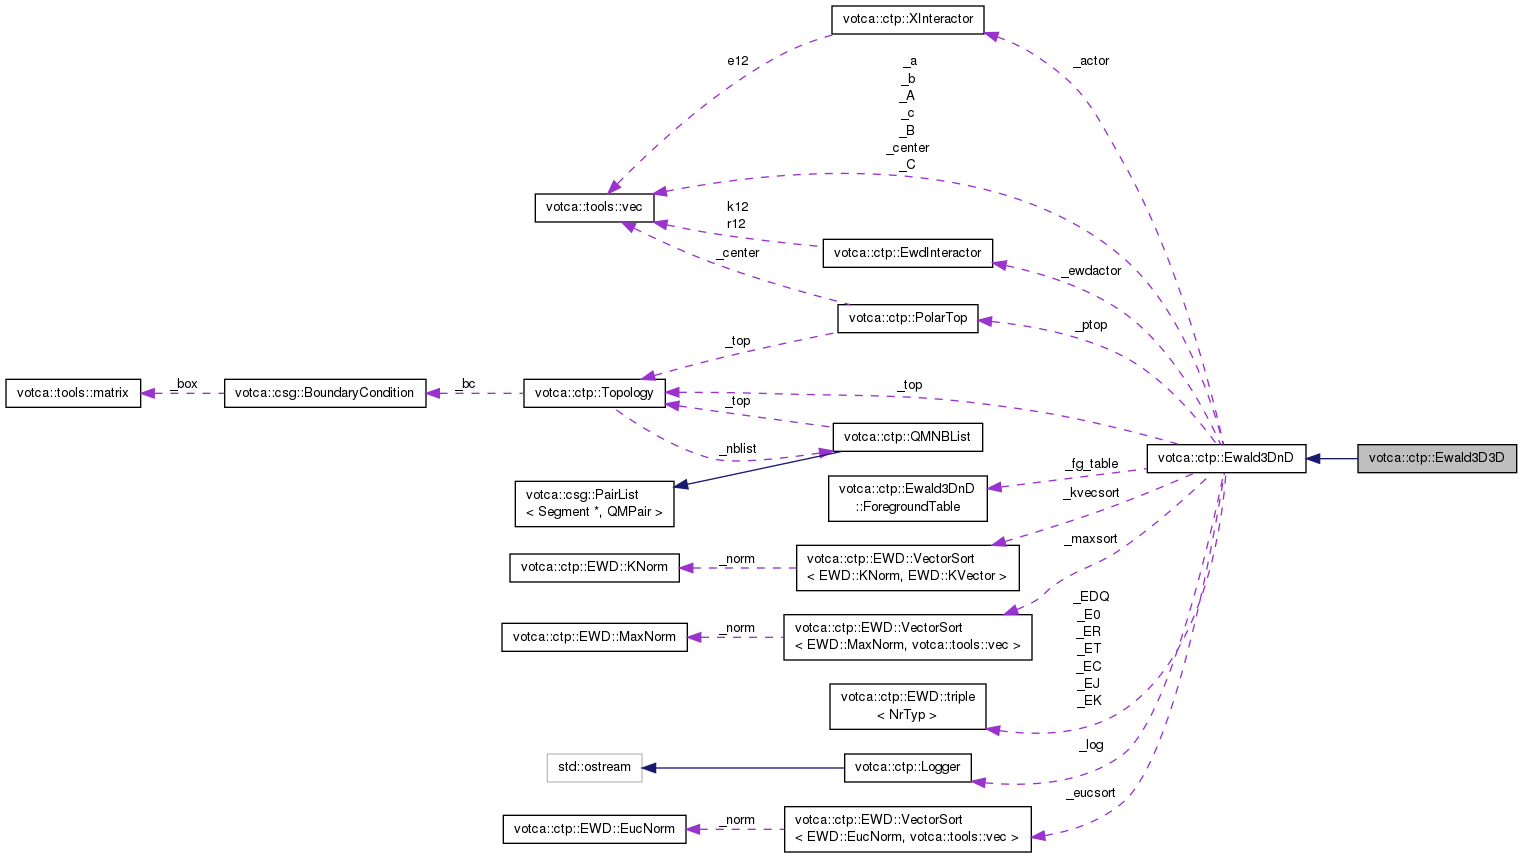 votca::ctp::XInteractor
e12
_a
_b
_A
_c
_B
_center
_C
_actor
votca::tools::vec
k12
r12
_center
votca::ctp::EwdInteractor
_ewdactor
votca::ctp::PolarTop
_ptop
_top
votca::tools::matrix
_box
votca::csg::BoundaryCondition
_bc
votca::ctp::Topology
_top
_top
_nblist
votca::ctp::QMNBList
votca::ctp::Ewald3DnD
votca::ctp::Ewald3D3D
_fg_table
votca::csg::PairList
< Segment *, QMPair >
votca::ctp::Ewald3DnD
::ForegroundTable
_kvecsort
votca::ctp::EWD::KNorm
_norm
votca::ctp::EWD::VectorSort
< EWD::KNorm, EWD::KVector >
_maxsort
votca::ctp::EWD::MaxNorm
_norm
votca::ctp::EWD::VectorSort
< EWD::MaxNorm, votca::tools::vec >
_EDQ
_E0
_ER
_ET
_EC
_EJ
_EK
votca::ctp::EWD::triple
< NrTyp >
_log
std::ostream
votca::ctp::Logger
_eucsort
votca::ctp::EWD::EucNorm
_norm
votca::ctp::EWD::VectorSort
< EWD::EucNorm, votca::tools::vec >